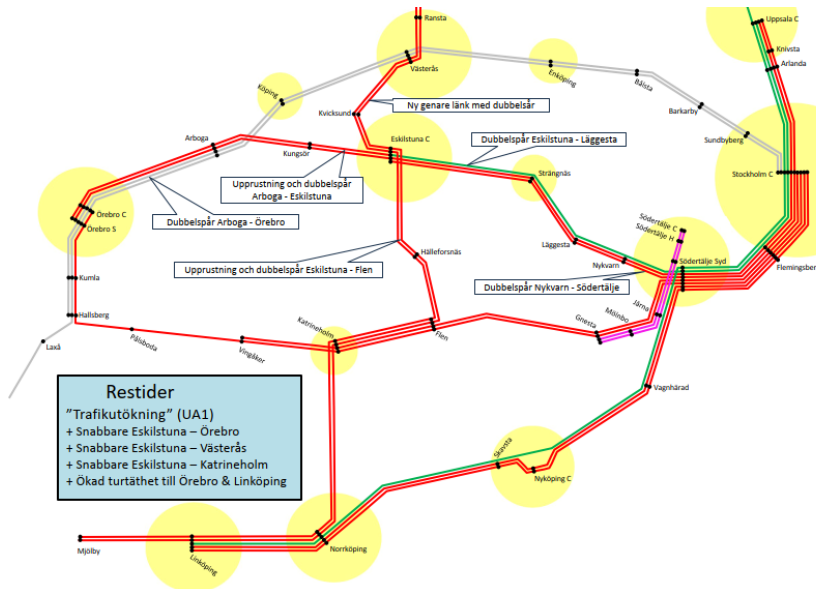 Ransta
Uppsala C
Knivsta
Arlanda
Västerås
Enköping
Bålsta
Köping
Barkarby
Sundbyberg
Kvicksund
Ny genare länk med dubbelsår
Arboga
Eskilstuna C
Dubbelspår Eskilstuna - Läggesta
Kungsör
Strängnäs
Stockholm C
Upprustning och dubbelspår
Arboga - Eskilstuna
Örebro C
Dubbelspår Arboga - Örebro
Örebro S
Södertälje C
Södertälje H
Läggesta
Hälleforsnäs
Nykvarn
Södertälje Syd
Flemingsber
Upprustning och dubbelspår Eskilstuna - Flen
Kumla
Dubbelspår Nykvarn - Södertälje
Hallsberg
Järna
Mölnbo
Gnesta
Katrineholm
Flen
Laxå
Pålsboda
Vingåker
Restider
”Trafikutökning” (UA1)
+ Snabbare Eskilstuna – Örebro
+ Snabbare Eskilstuna – Västerås
+ Snabbare Eskilstuna – Katrineholm
+ Ökad turtäthet till Örebro & Linköping
Vagnhärad
Skavsta
Nyköping C
Mjölby
Linköping
Norrköping